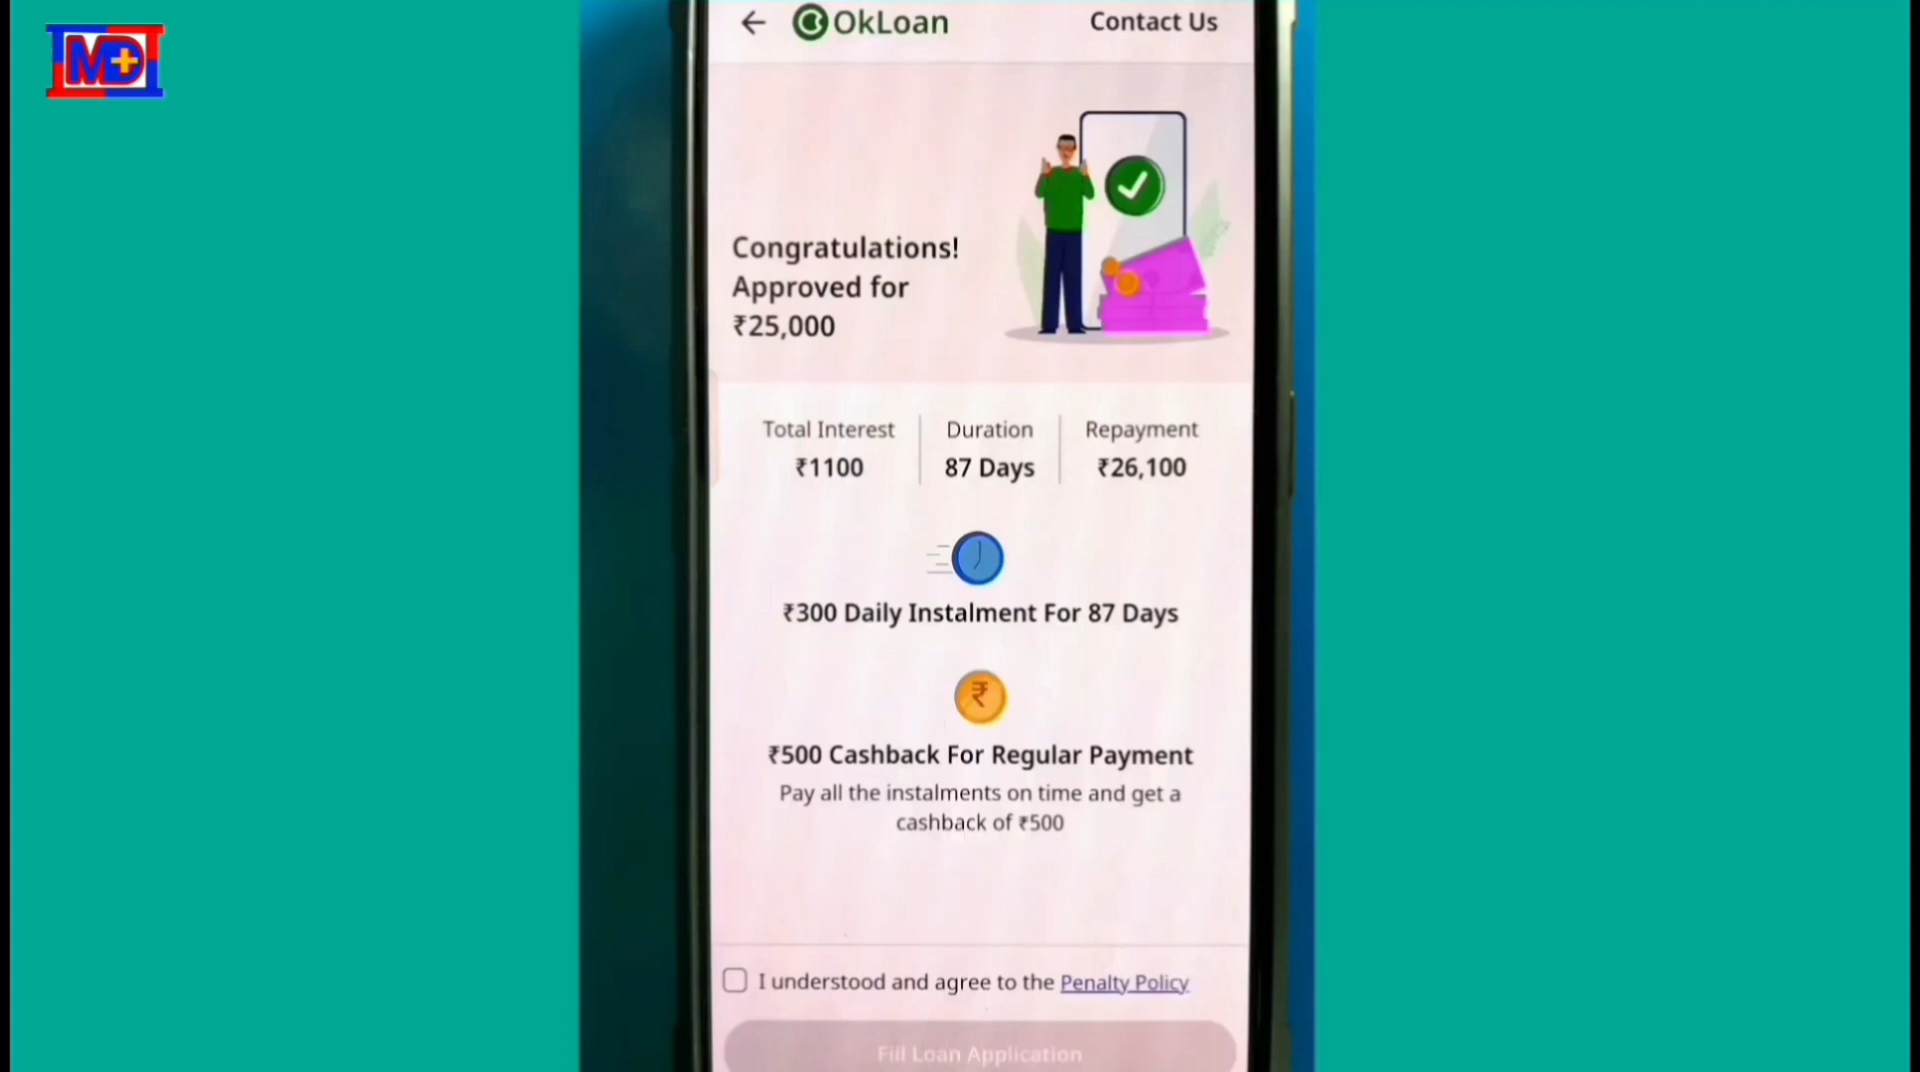 MD+
OkLoan
Contact Us
Congratulations!
Approved for
₹25,000
Total Interest
Duration
Repayment
₹1100
87 Days
₹26,100
₹300 Daily Instalment For 87 Days
₹
₹500 Cashback For Regular Payment
Pay all the instalments on time and get a
cashback of ₹500
I understood and agree to the Penalty Policy
Fill Loan Application